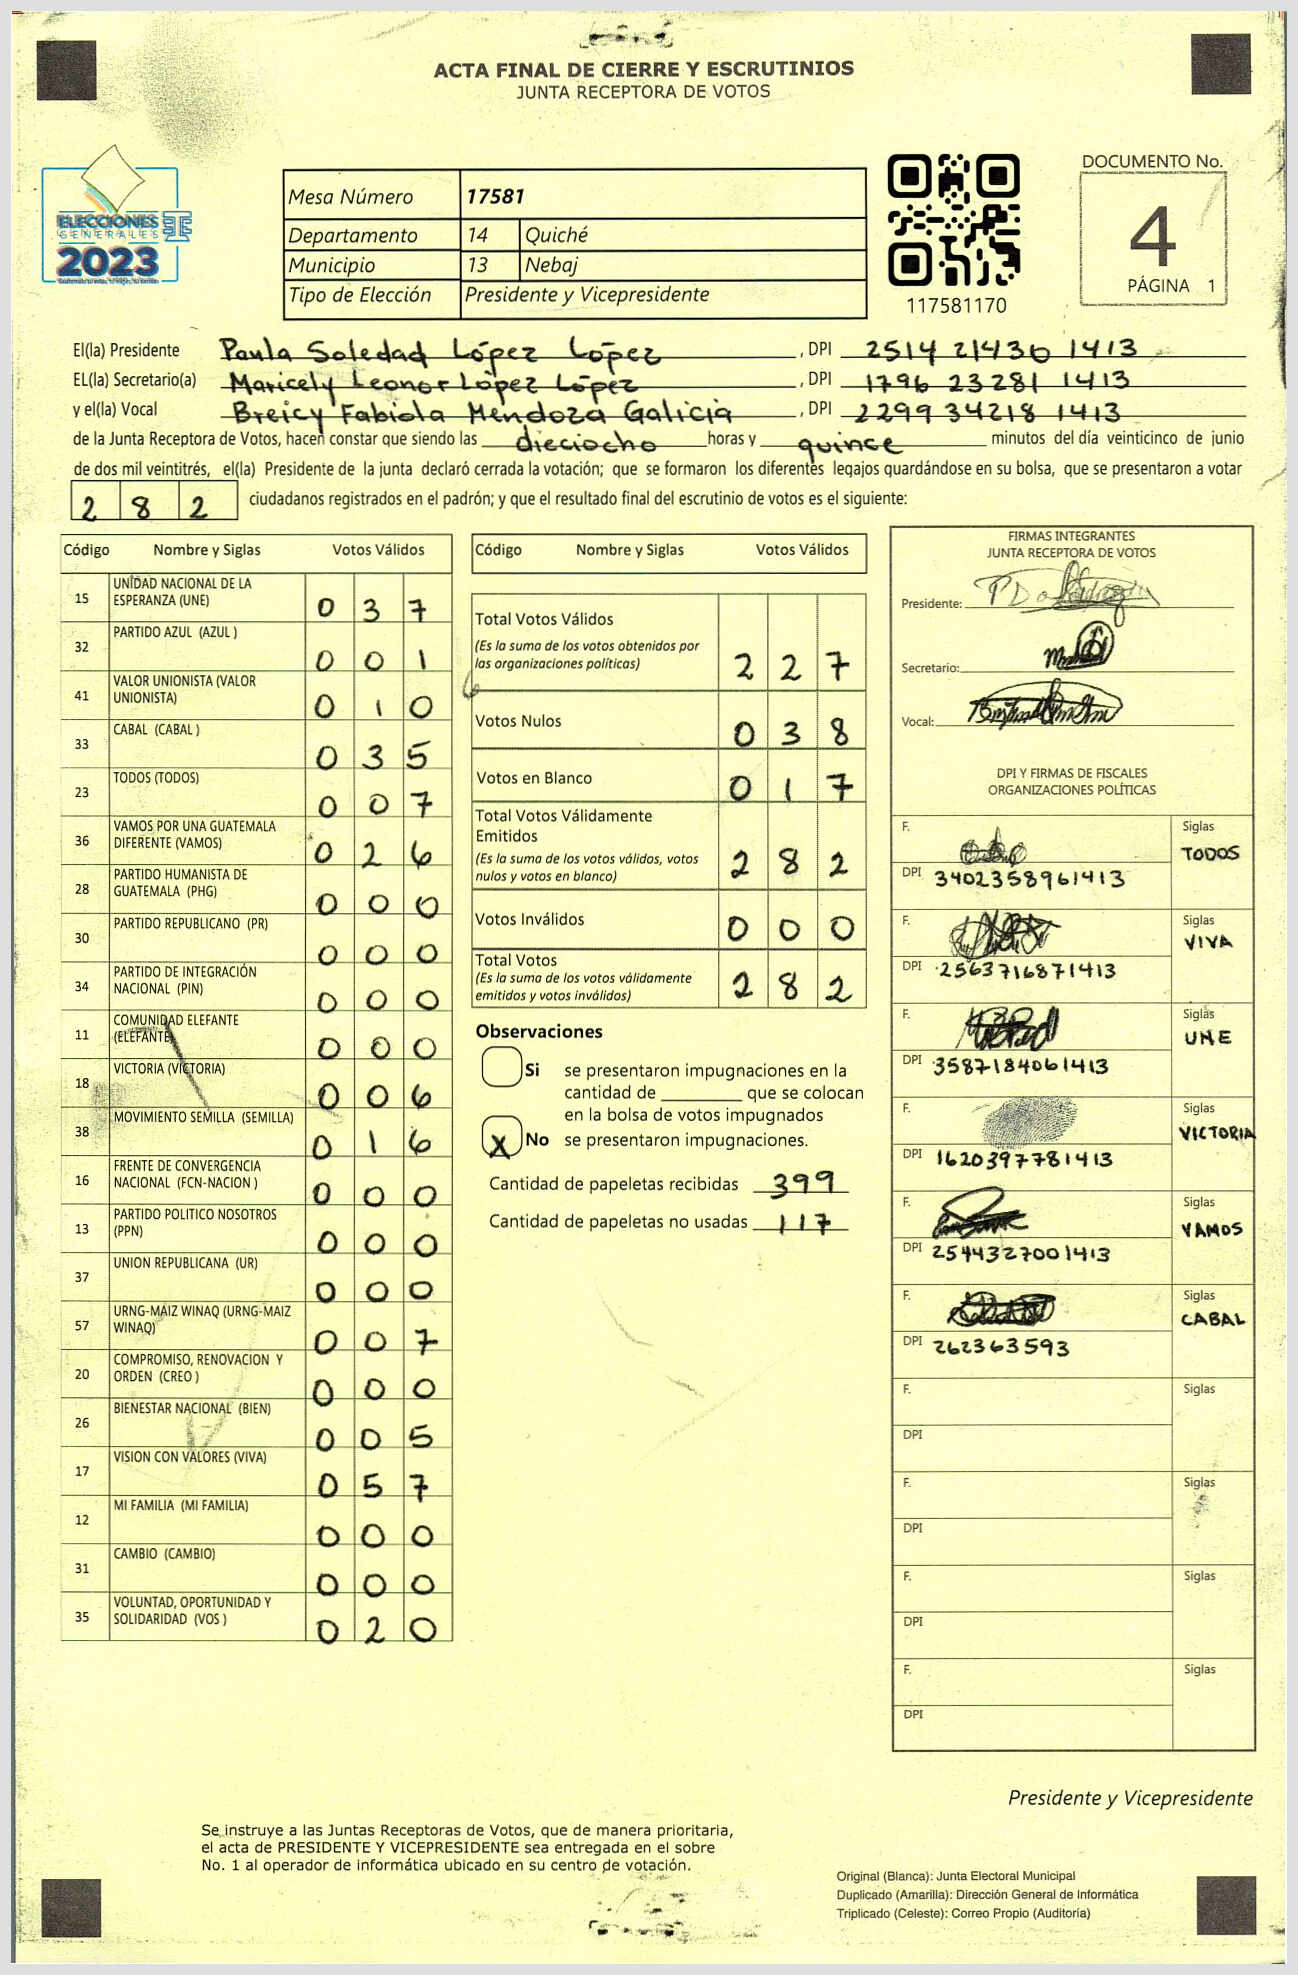 ACTA FINAL DE CIERRE Y ESCRUTINIOS
JUNTA RECEPTORA DE VOTOS
ELECCIONES
GENERALES
2023
TSE
Mesa Número 17581
Departamento 14 Quiché
Municipio 13 Nebaj
Tipo de Elección Presidente y Vicepresidente
117581170
DOCUMENTO No.
4
PÁGINA 1
El(la) Presidente Paula Soledad López López , DPI 2514 21430 1413
EL(la) Secretario(a) Maricely Leonor López López , DPI 1796 23281 1413
y el(la) Vocal Breicy Fabiola Mendoza Galicia , DPI 2299 34218 1413
de la Junta Receptora de Votos, hacen constar que siendo las dieciocho horas y quince minutos del día veinticinco de junio
de dos mil veintitrés, el(la) Presidente de la junta declaró cerrada la votación; que se formaron los diferentes legajos guardándose en su bolsa, que se presentaron a votar
2 8 2 ciudadanos registrados en el padrón; y que el resultado final del escrutinio de votos es el siguiente:
Código Nombre y Siglas Votos Válidos
15 UNIDAD NACIONAL DE LA ESPERANZA (UNE) 0 3 7
32 PARTIDO AZUL (AZUL ) 0 0 1
41 VALOR UNIONISTA (VALOR UNIONISTA) 0 1 0
33 CABAL (CABAL ) 0 3 5
23 TODOS (TODOS) 0 0 7
36 VAMOS POR UNA GUATEMALA DIFERENTE (VAMOS) 0 2 6
28 PARTIDO HUMANISTA DE GUATEMALA (PHG) 0 0 0
30 PARTIDO REPUBLICANO (PR) 0 0 0
34 PARTIDO DE INTEGRACIÓN NACIONAL (PIN) 0 0 0
11 COMUNIDAD ELEFANTE (ELEFANTE) 0 0 0
18 VICTORIA (VICTORIA) 0 0 6
38 MOVIMIENTO SEMILLA (SEMILLA) 0 1 6
16 FRENTE DE CONVERGENCIA NACIONAL (FCN-NACION ) 0 0 0
13 PARTIDO POLITICO NOSOTROS (PPN) 0 0 0
37 UNION REPUBLICANA (UR) 0 0 0
57 URNG-MAIZ WINAQ (URNG-MAIZ WINAQ) 0 0 7
20 COMPROMISO, RENOVACION Y ORDEN (CREO ) 0 0 0
26 BIENESTAR NACIONAL (BIEN) 0 0 5
17 VISION CON VALORES (VIVA) 0 5 7
12 MI FAMILIA (MI FAMILIA) 0 0 0
31 CAMBIO (CAMBIO) 0 0 0
35 VOLUNTAD, OPORTUNIDAD Y SOLIDARIDAD (VOS ) 0 2 0
Código Nombre y Siglas Votos Válidos
Total Votos Válidos
(Es la suma de los votos obtenidos por
las organizaciones políticas) 2 2 7
Votos Nulos 0 3 8
Votos en Blanco 0 1 7
Total Votos Válidamente
Emitidos
(Es la suma de los votos válidos, votos
nulos y votos en blanco) 2 8 2
Votos Inválidos 0 0 0
Total Votos
(Es la suma de los votos válidamente
emitidos y votos inválidos) 2 8 2
Observaciones
Si se presentaron impugnaciones en la
cantidad de ________ que se colocan
en la bolsa de votos impugnados
X No se presentaron impugnaciones.
Cantidad de papeletas recibidas 399
Cantidad de papeletas no usadas 117
FIRMAS INTEGRANTES
JUNTA RECEPTORA DE VOTOS
Presidente:
Secretario:
Vocal:
DPI Y FIRMAS DE FISCALES
ORGANIZACIONES POLÍTICAS
F. Siglas
TODOS
DPI 3402358961413
F. Siglas
VIVA
DPI 2563716871413
F. Siglas
UNE
DPI 3587184061413
F. Siglas
VICTORIA
DPI 1620397781413
F. Siglas
VAMOS
DPI 2544327001413
F. Siglas
CABAL
DPI 262363593
F. Siglas
DPI
F. Siglas
DPI
F. Siglas
DPI
F. Siglas
DPI
Presidente y Vicepresidente
Se instruye a las Juntas Receptoras de Votos, que de manera prioritaria,
el acta de PRESIDENTE Y VICEPRESIDENTE sea entregada en el sobre
No. 1 al operador de informática ubicado en su centro de votación.
Original (Blanca): Junta Electoral Municipal
Duplicado (Amarilla): Dirección General de Informática
Triplicado (Celeste): Correo Propio (Auditoría)